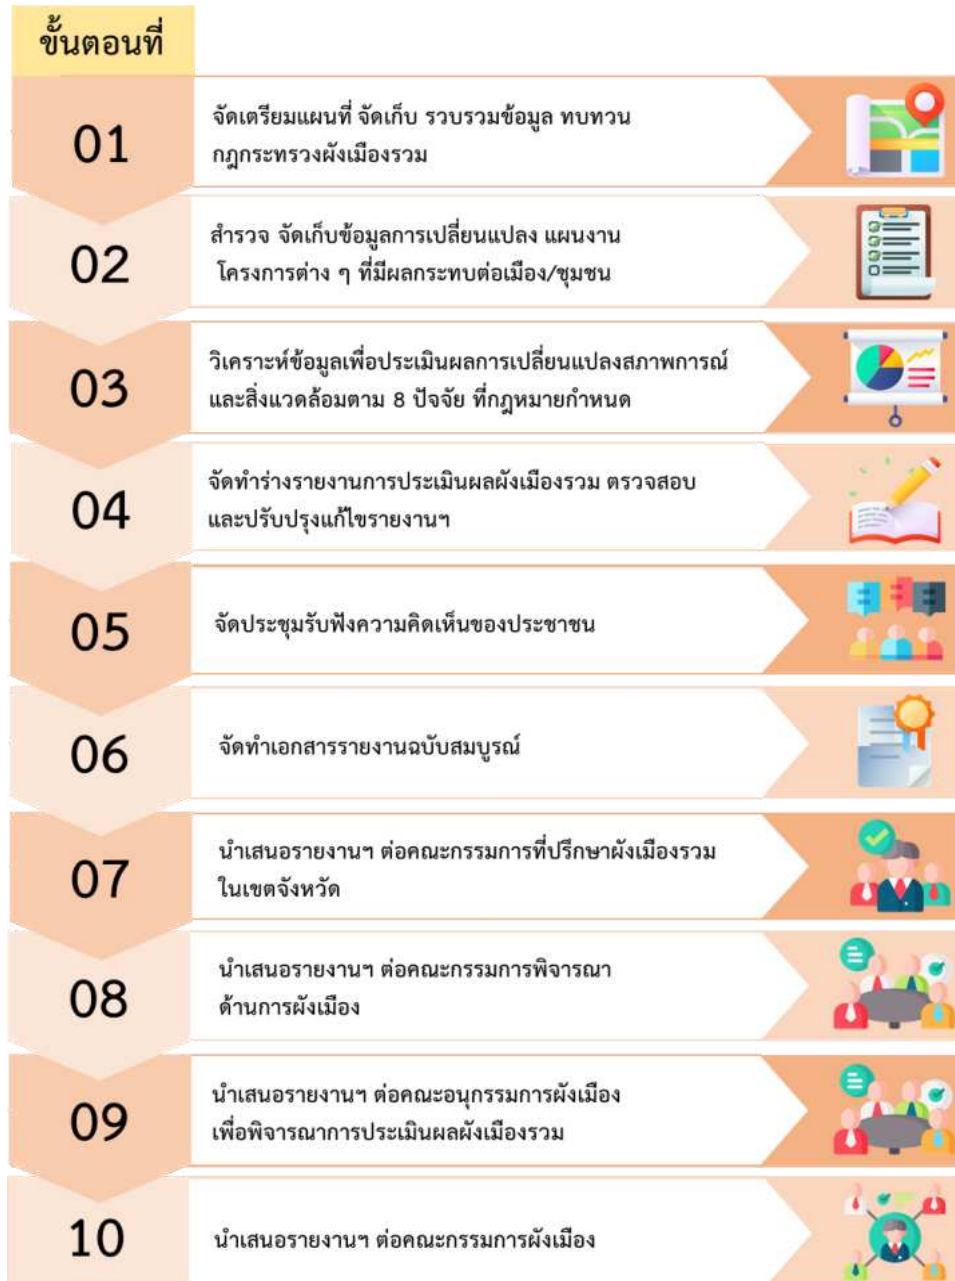 ขั้นตอนที่
01
จัดเตรียมแผนที่ จัดเก็บ รวบรวมข้อมูล ทบทวน
กฎกระทรวงผังเมืองรวม
02
สำรวจ จัดเก็บข้อมูลการเปลี่ยนแปลง แผนงาน
โครงการต่าง ๆ ที่มีผลกระทบต่อเมือง/ชุมชน
03
วิเคราะห์ข้อมูลเพื่อประเมินผลการเปลี่ยนแปลงสภาพการณ์
และสิ่งแวดล้อมตาม 8 ปัจจัย ที่กฎหมายกำหนด
04
จัดทำร่างรายงานการประเมินผลผังเมืองรวม ตรวจสอบ
และปรับปรุงแก้ไขรายงานฯ
05
จัดประชุมรับฟังความคิดเห็นของประชาชน
06
จัดทำเอกสารรายงานฉบับสมบูรณ์
07
นำเสนอรายงานฯ ต่อคณะกรรมการที่ปรึกษาผังเมืองรวม
ในเขตจังหวัด
08
นำเสนอรายงานฯ ต่อคณะกรรมการพิจารณา
ด้านการผังเมือง
09
นำเสนอรายงานฯ ต่อคณะอนุกรรมการผังเมือง
เพื่อพิจารณาการประเมินผลผังเมืองรวม
10
นำเสนอรายงานฯ ต่อคณะกรรมการผังเมือง